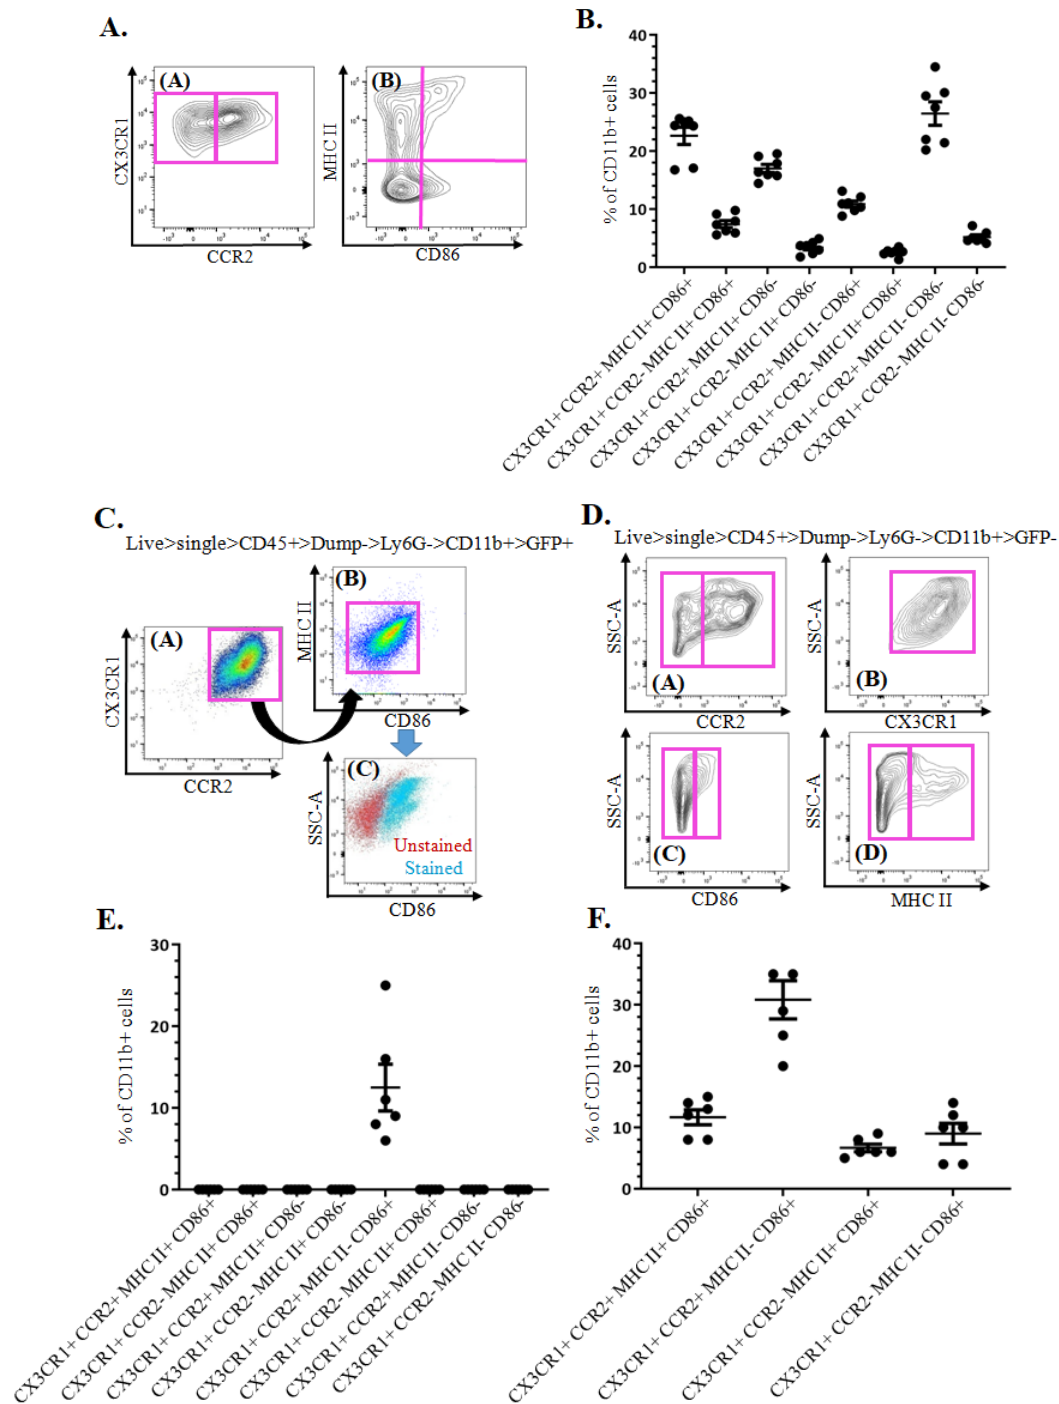 A.
B.
(A)
(B)
CX3CR1
CCR2
MHC II
CD86
% of CD11b+ cells
40
30
20
10
0
CX3CR1+ CCR2+ MHC II+ CD86+
CX3CR1+ CCR2- MHC II+ CD86+
CX3CR1+ CCR2+ MHC II+ CD86-
CX3CR1+ CCR2- MHC II+ CD86-
CX3CR1+ CCR2+ MHC II- CD86+
CX3CR1+ CCR2- MHC II+ CD86+
CX3CR1+ CCR2+ MHC II- CD86-
CX3CR1+ CCR2- MHC II- CD86-
C.
Live>single>CD45+>Dump->Ly6G->CD11b+>GFP+
(A)
CX3CR1
CCR2
(B)
MHC II
CD86
(C)
Unstained
Stained
SSC-A
CD86
D.
Live>single>CD45+>Dump->Ly6G->CD11b+>GFP-
SSC-A
(A)
CCR2
SSC-A
(B)
CX3CR1
SSC-A
(C)
CD86
SSC-A
(D)
MHC II
E.
% of CD11b+ cells
30
20
10
0
CX3CR1+ CCR2+ MHC II+ CD86+
CX3CR1+ CCR2- MHC II+ CD86+
CX3CR1+ CCR2+ MHC II+ CD86-
CX3CR1+ CCR2- MHC II+ CD86-
CX3CR1+ CCR2+ MHC II- CD86+
CX3CR1+ CCR2- MHC II+ CD86+
CX3CR1+ CCR2+ MHC II- CD86-
CX3CR1+ CCR2- MHC II- CD86-
F.
% of CD11b+ cells
40
30
20
10
0
CX3CR1+ CCR2+ MHC II+ CD86+
CX3CR1+ CCR2+ MHC II- CD86+
CX3CR1+ CCR2- MHC II+ CD86+
CX3CR1+ CCR2- MHC II- CD86+